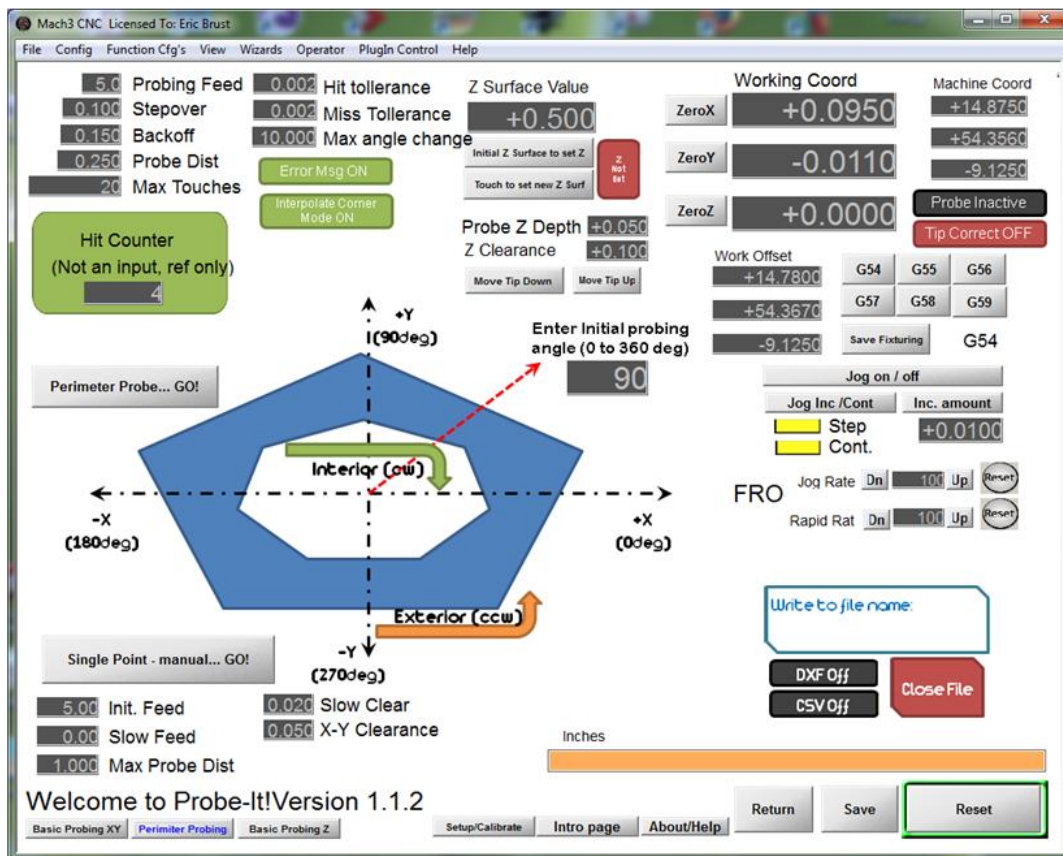 Mach3 CNC Licensed To: Eric Brust
File Config Function Cfg's View Wizards Operator PlugIn Control Help
5.0 Probing Feed
0.100 Stepover
0.150 Backoff
0.250 Probe Dist
20 Max Touches
0.002 Hit tollerance
0.002 Miss Tollerance
10.000 Max angle change
Error Msg ON
Interpolate Corner
Mode ON
Z Surface Value
+0.500
Initial Z Surface to set Z
Touch to set new Z Surf
Z
Not
Set
Probe Z Depth +0.050
Z Clearance +0.100
Move Tip Down Move Tip Up
Working Coord
ZeroX +0.0950
ZeroY -0.0110
ZeroZ +0.0000
Machine Coord
+14.8750
+54.3560
-9.1250
Probe Inactive
Tip Correct OFF
Work Offset
+14.7800
+54.3670
-9.1250
G54 G55 G56
G57 G58 G59
Save Fixturing G54
Hit Counter
(Not an input, ref only)
4
Perimeter Probe... GO!
+Y
(90deg)
Enter Initial probing
angle (0 to 360 deg)
90
Interior (cw)
-X
(180deg)
+X
(0deg)
Exterior (ccw)
-Y
(270deg)
Jog on / off
Jog Inc /Cont Inc. amount
Step
Cont.
+0.0100
FRO
Jog Rate Dn 100 Up Reset
Rapid Rat Dn 100 Up Reset
Single Point - manual... GO!
5.00 Init. Feed
0.00 Slow Feed
1.000 Max Probe Dist
0.020 Slow Clear
0.050 X-Y Clearance
Write to file name:
DXF Off
CSV Off
Close File
Inches
Welcome to Probe-It!Version 1.1.2
Return Save Reset
Basic Probing XY Perimiter Probing Basic Probing Z Setup/Calibrate Intro page About/Help